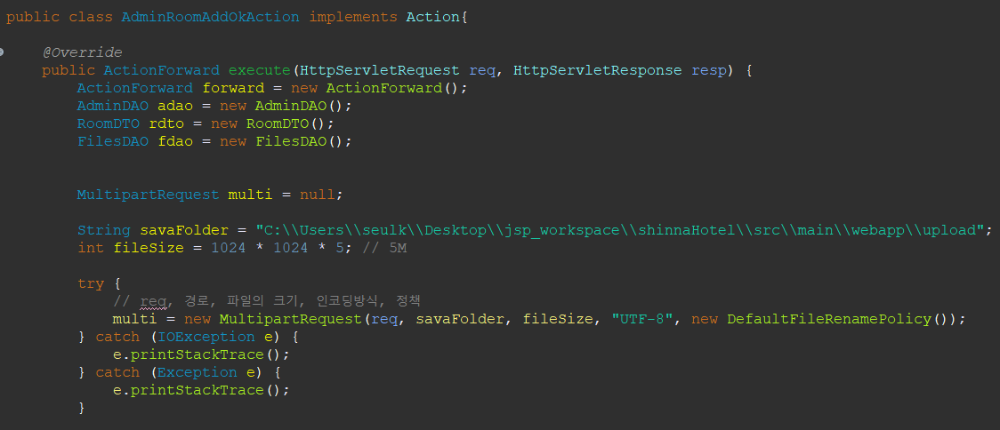 public class AdminRoomAddOkAction implements Action{
@Override
public ActionForward execute(HttpServletRequest req, HttpServletResponse resp) {
ActionForward forward = new ActionForward();
AdminDAO adao = new AdminDAO();
RoomDTO rdto = new RoomDTO();
FilesDAO fdao = new FilesDAO();
MultipartRequest multi = null;
String savaFolder = "C:\\Users\\seulk\\Desktop\\jsp_workspace\\shinnaHotel\\src\\main\\webapp\\upload";
int fileSize = 1024 * 1024 * 5; // 5M
try {
// req, 경로, 파일의 크기, 인코딩방식, 정책
multi = new MultipartRequest(req, savaFolder, fileSize, "UTF-8", new DefaultFileRenamePolicy());
} catch (IOException e) {
e.printStackTrace();
} catch (Exception e) {
e.printStackTrace();
}